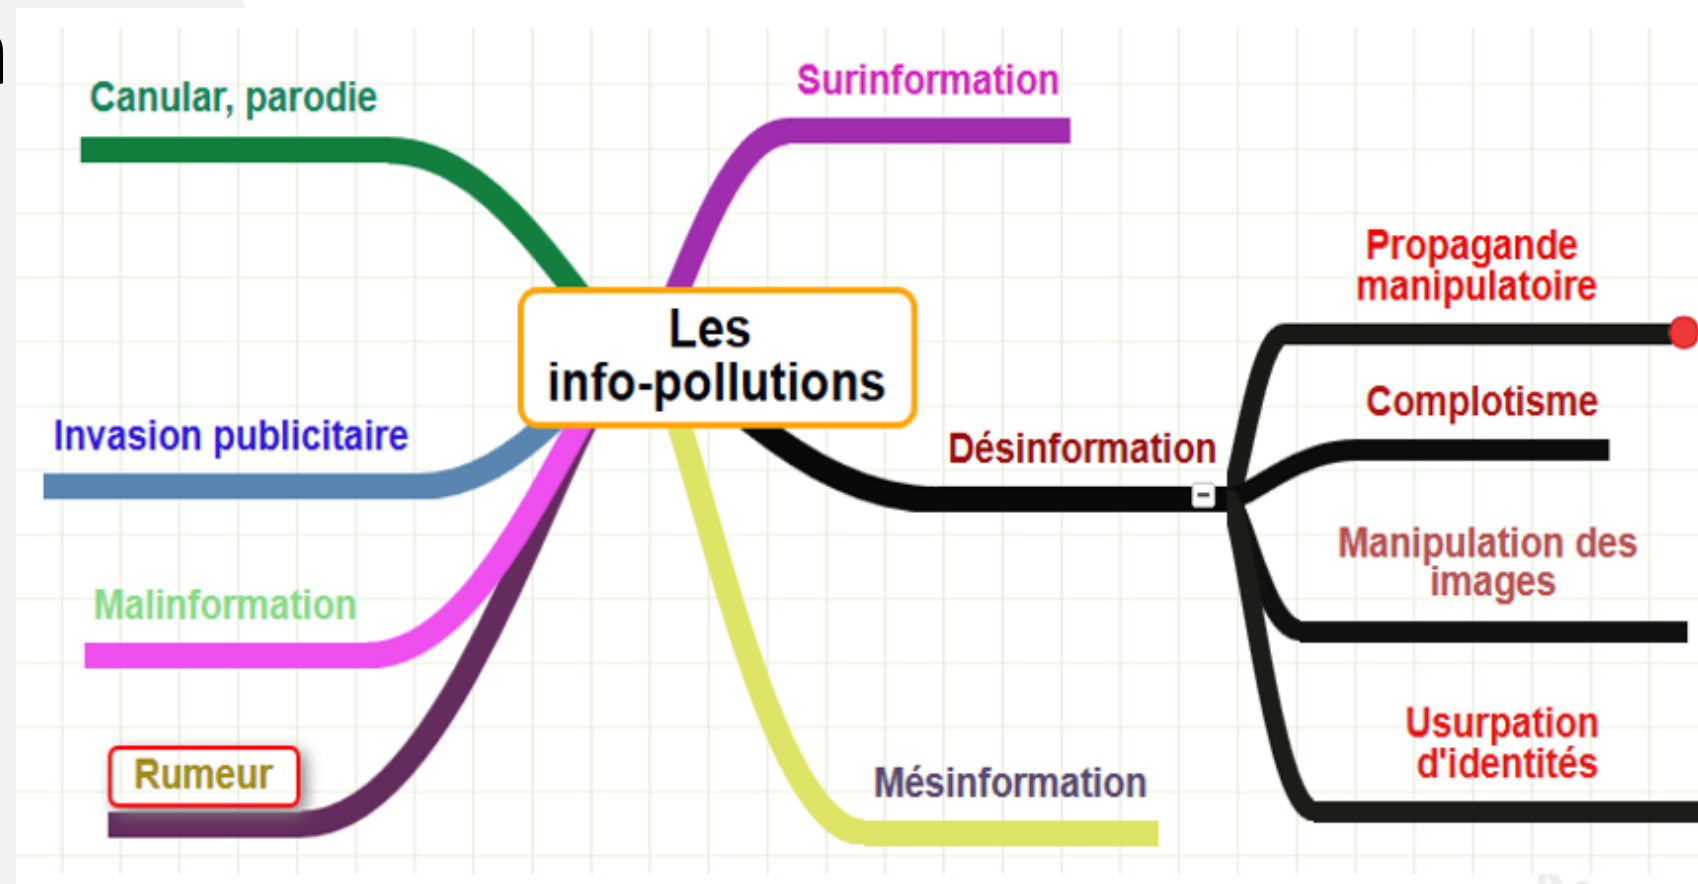 Canular, parodie
Surinformation
Les
info-pollutions
Propagande
manipulatoire
Complotisme
Invasion publicitaire
Désinformation
Manipulation des
images
Malinformation
Usurpation
d'identités
Rumeur
Mésinformation